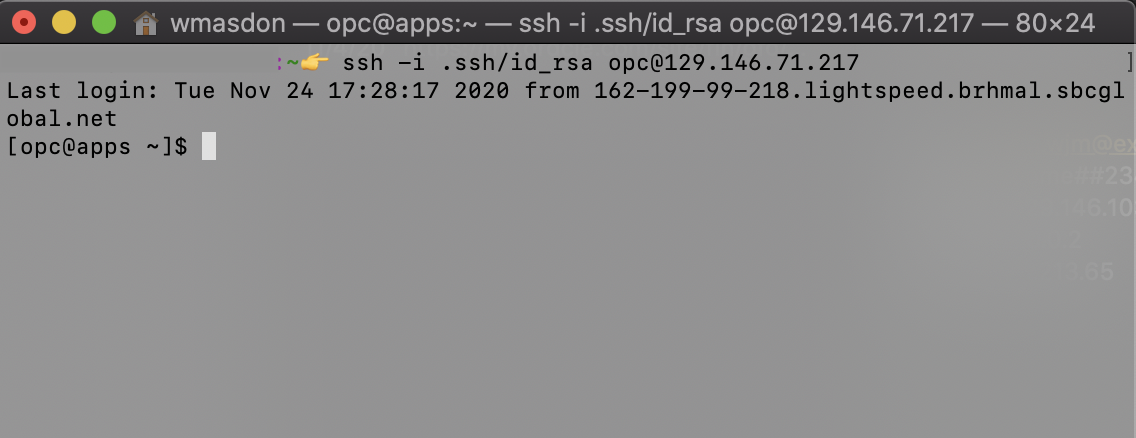 wmasdon — opc@apps:~ — ssh -i .ssh/id_rsa opc@129.146.71.217 — 80×24
:~👉 ssh -i .ssh/id_rsa opc@129.146.71.217 ]
Last login: Tue Nov 24 17:28:17 2020 from 162-199-99-218.lightspeed.brhmal.sbcgl
obal.net
[opc@apps ~]$